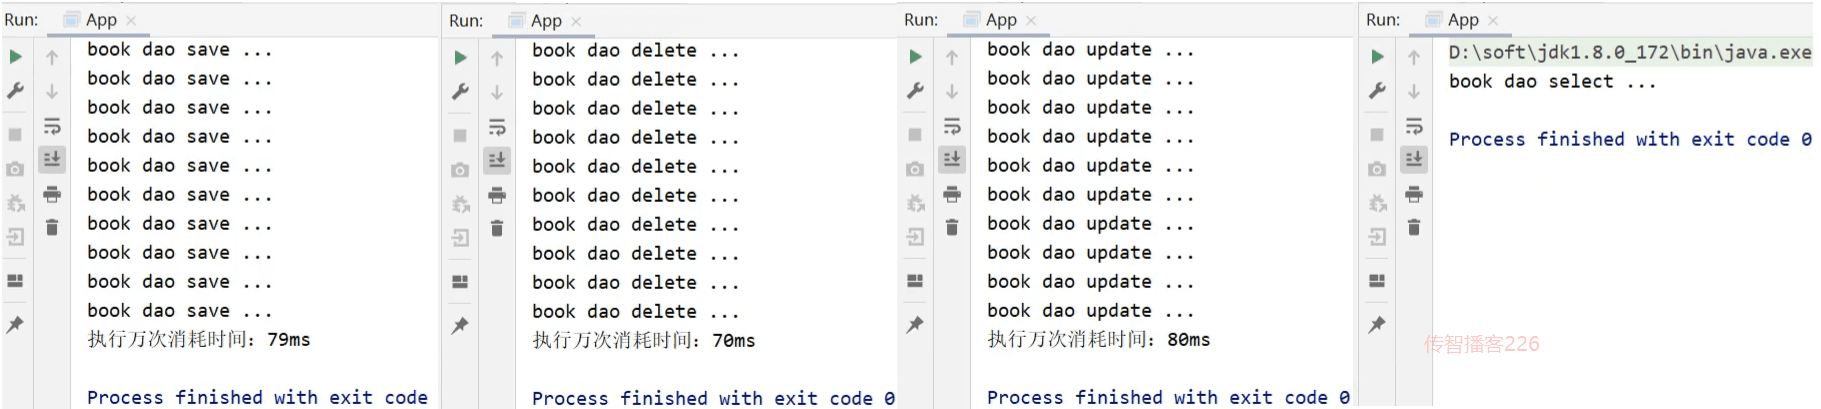 Run: App
book dao save ...
book dao save ...
book dao save ...
book dao save ...
book dao save ...
book dao save ...
book dao save ...
book dao save ...
book dao save ...
book dao save ...
执行万次消耗时间：79ms
Process finished with exit code
Run: App
book dao delete ...
book dao delete ...
book dao delete ...
book dao delete ...
book dao delete ...
book dao delete ...
book dao delete ...
book dao delete ...
book dao delete ...
book dao delete ...
执行万次消耗时间：70ms
Process finished with exit code 0
Run: App
book dao update ...
book dao update ...
book dao update ...
book dao update ...
book dao update ...
book dao update ...
book dao update ...
book dao update ...
book dao update ...
book dao update ...
执行万次消耗时间：80ms
Process finished with exit code 0
Run: App
D:\soft\jdk1.8.0_172\bin\java.exe
book dao select ...
Process finished with exit code 0
传智播客226